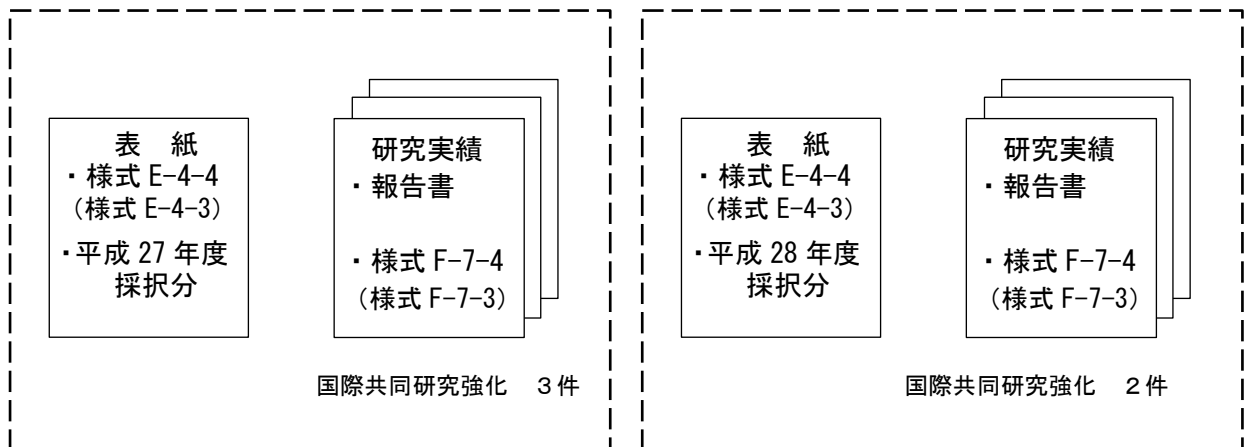 表　紙
・様式 E-4-4
（様式 E-4-3）
・平成 27 年度
採択分
研究実績
・報告書
・様式 F-7-4
（様式 F-7-3）
国際共同研究強化　３件
表　紙
・様式 E-4-4
（様式 E-4-3）
・平成 28 年度
採択分
研究実績
・報告書
・様式 F-7-4
（様式 F-7-3）
国際共同研究強化　２件